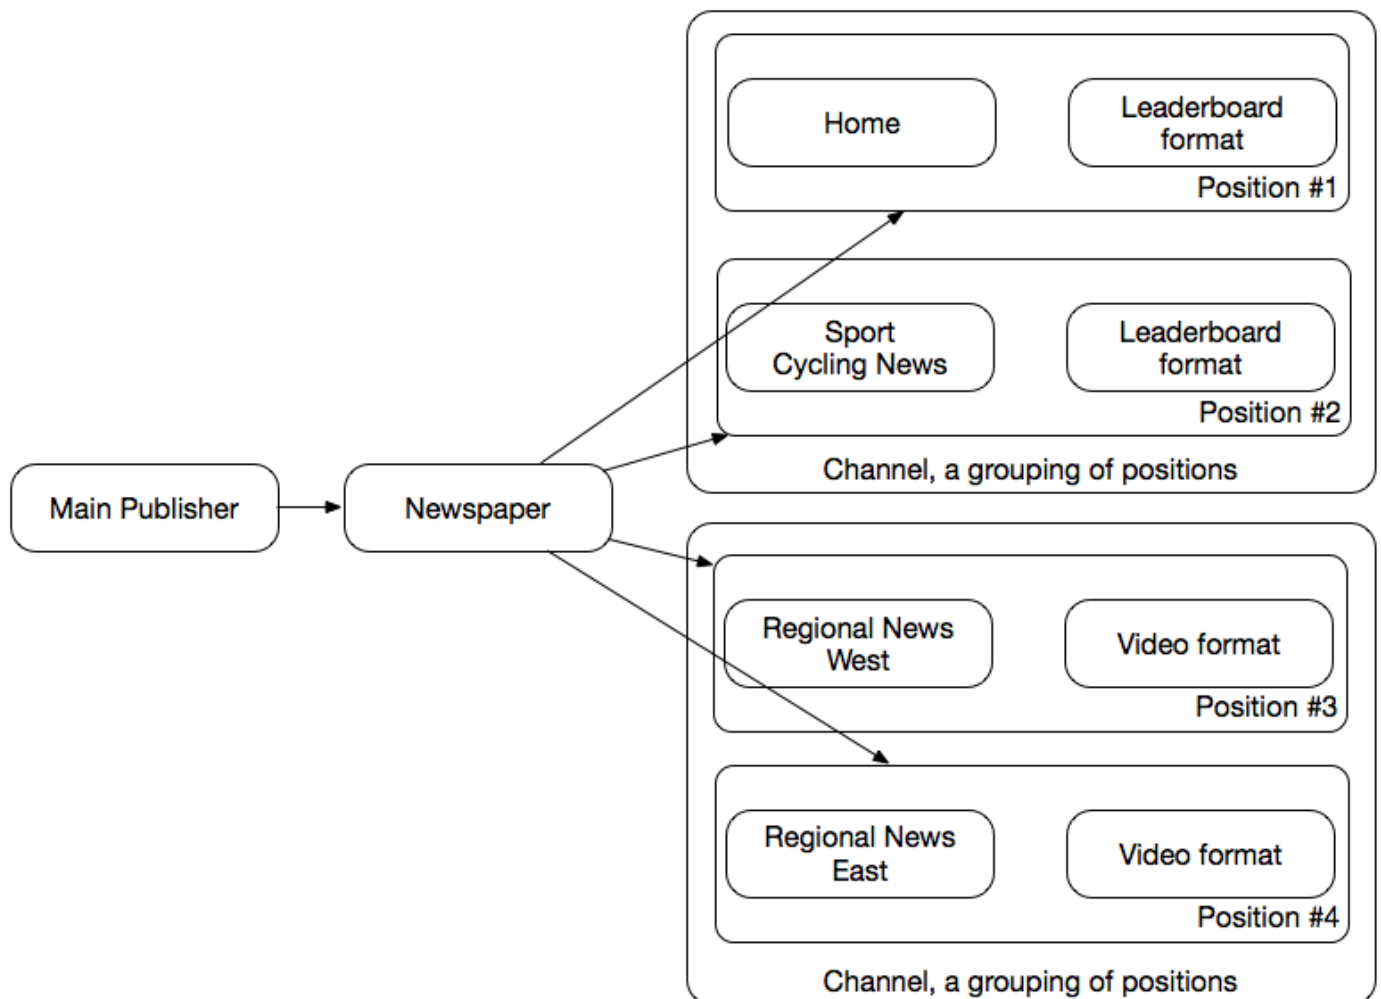 Home
Leaderboard
format
Position #1
Sport
Cycling News
Leaderboard
format
Position #2
Channel, a grouping of positions
Main Publisher
Newspaper
Regional News
West
Video format
Position #3
Regional News
East
Video format
Position #4
Channel, a grouping of positions